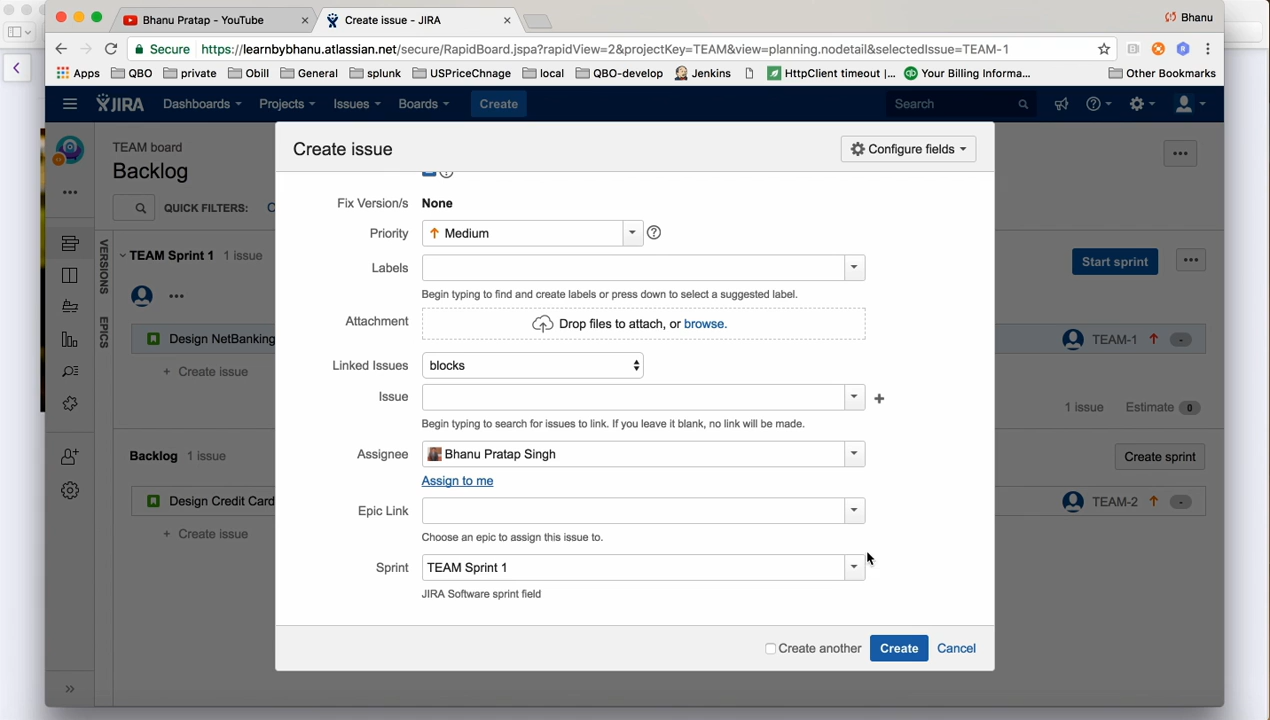 Bhanu Pratap - YouTube
Create issue - JIRA
Bhanu
Secure https://learnbybhanu.atlassian.net/secure/RapidBoard.jspa?rapidView=2&projectKey=TEAM&view=planning.nodetail&selectedIssue=TEAM-1
Apps QBO private Obill General splunk USPriceChnage local QBO-develop Jenkins HttpClient timeout |... Your Billing Informa... Other Bookmarks
JIRA Dashboards Projects Issues Boards Create Search
TEAM board
Backlog
QUICK FILTERS:
VERSIONS
EPICS
TEAM Sprint 1 1 issue
Start sprint
Design NetBanking
TEAM-1 -
+ Create issue
1 issue Estimate 0
Backlog 1 issue
Create sprint
Design Credit Card
TEAM-2 -
+ Create issue
Create issue
Configure fields
Fix Version/s None
Priority Medium
Labels
Begin typing to find and create labels or press down to select a suggested label.
Attachment Drop files to attach, or browse.
Linked Issues blocks
Issue
Begin typing to search for issues to link. If you leave it blank, no link will be made.
Assignee Bhanu Pratap Singh
Assign to me
Epic Link
Choose an epic to assign this issue to.
Sprint TEAM Sprint 1
JIRA Software sprint field
Create another Create Cancel